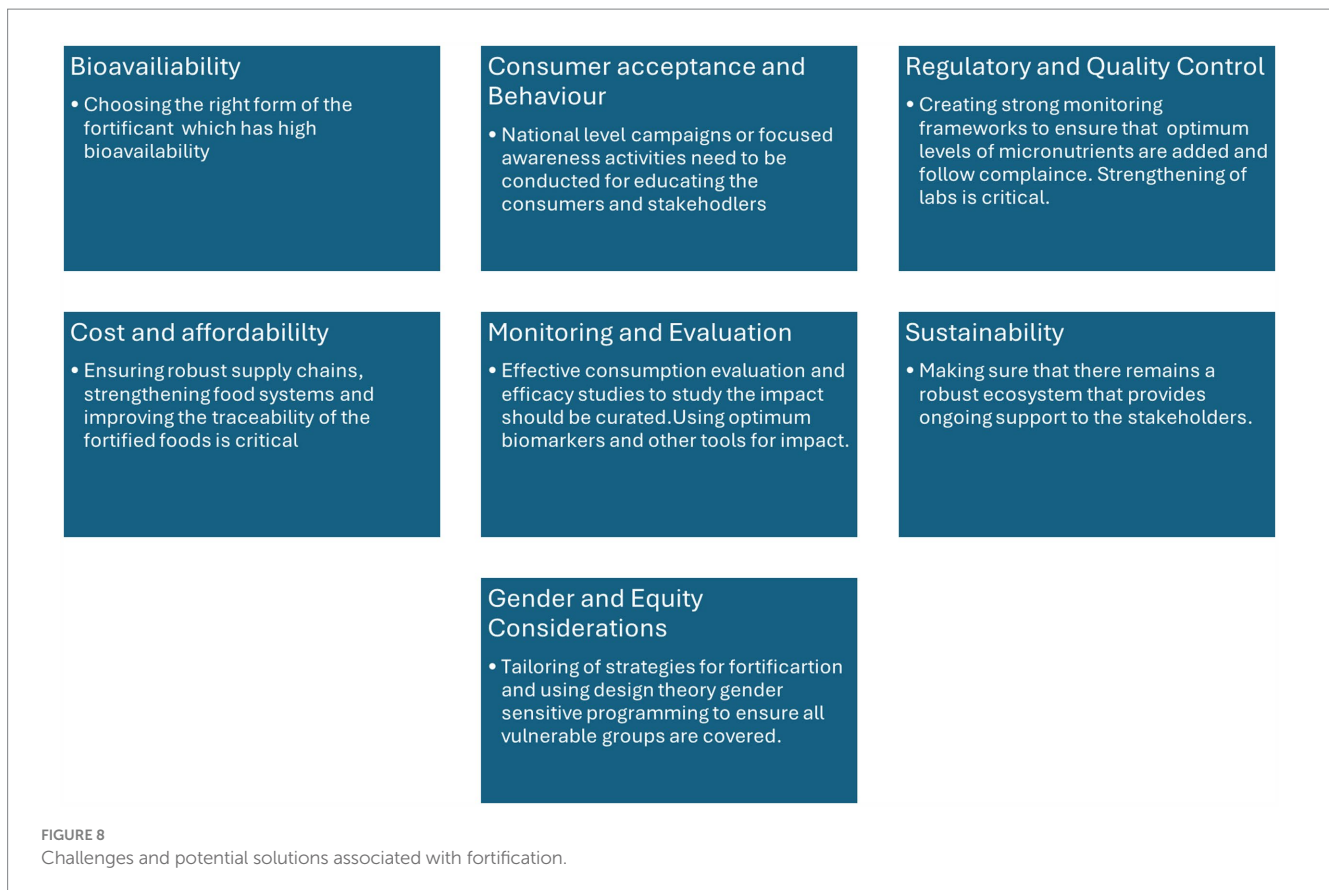 Bioavailiability
• Choosing the right form of the
fortificant which has high
bioavailability
Consumer acceptance and
Behaviour
• National level campaigns or focused
awareness activities need to be
conducted for educating the
consumers and stakehodlers
Regulatory and Quality Control
• Creating strong monitoring
frameworks to ensure that optimum
levels of micronutrients are added and
follow complaince. Strengthening of
labs is critical.
Cost and affordabililty
• Ensuring robust supply chains,
strengthening food systems and
improving the traceability of the
fortified foods is critical
Monitoring and Evaluation
• Effective consumption evaluation and
efficacy studies to study the impact
should be curated.Using optimum
biomarkers and other tools for impact.
Sustainability
• Making sure that there remains a
robust ecosystem that provides
ongoing support to the stakeholders.
Gender and Equity
Considerations
• Tailoring of strategies for fortificartion
and using design theory gender
sensitive programming to ensure all
vulnerable groups are covered.
FIGURE 8
Challenges and potential solutions associated with fortification.